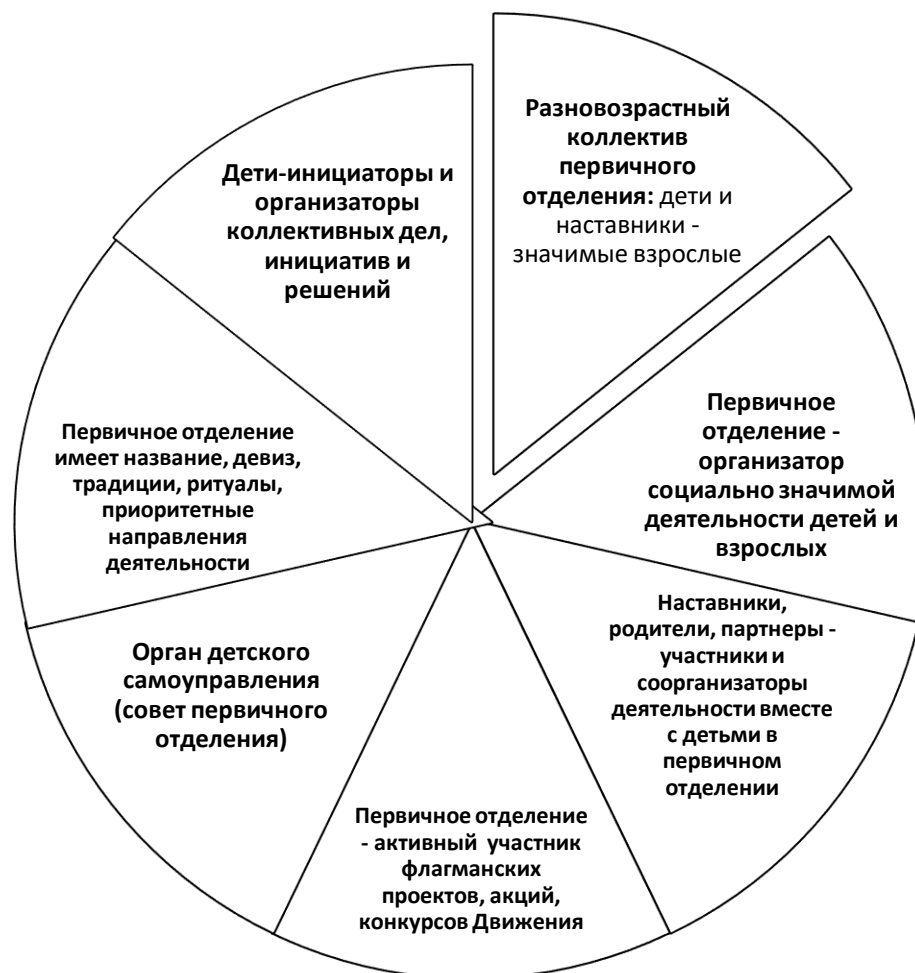 Разновозрастный
коллектив
первичного
отделения: дети и
наставники -
значимые взрослые
Первичное
отделение -
организатор
социально значимой
деятельности детей и
взрослых
Наставники,
родители, партнеры -
участники и
соорганизаторы
деятельности вместе
с детьми в
первичном
отделении
Первичное отделение
- активный участник
флагманских
проектов, акций,
конкурсов Движения
Орган детского
самоуправления
(совет первичного
отделения)
Первичное отделение
имеет название, девиз,
традиции, ритуалы,
приоритетные
направления
деятельности
Дети-инициаторы и
организаторы
коллективных дел,
инициатив и
решений